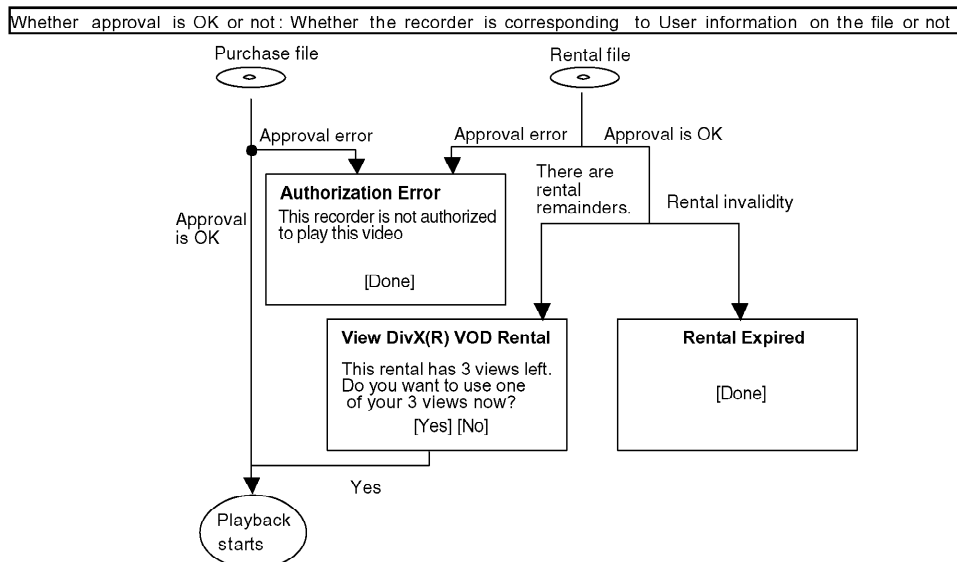 Whether approval is OK or not: Whether the recorder is corresponding to User information on the file or not
Purchase file
Rental file
Approval error
Approval error
Approval is OK
There are
rental
remainders.
Rental invalidity
Approval
is OK
Authorization Error
This recorder is not authorized
to play this video
[Done]
View DivX(R) VOD Rental
This rental has 3 views left.
Do you want to use one
of your 3 views now?
[Yes] [No]
Rental Expired
[Done]
Yes
Playback
starts